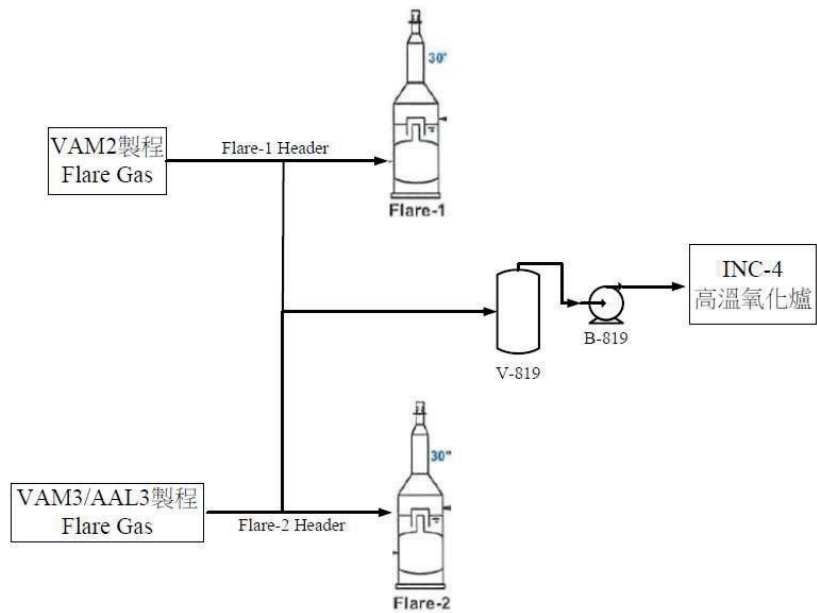 30"
VAM2製程
Flare Gas
Flare-1 Header
Flare-1
INC-4
高溫氧化爐
B-819
V-819
30"
VAM3/AAL3製程
Flare Gas
Flare-2 Header
Flare-2